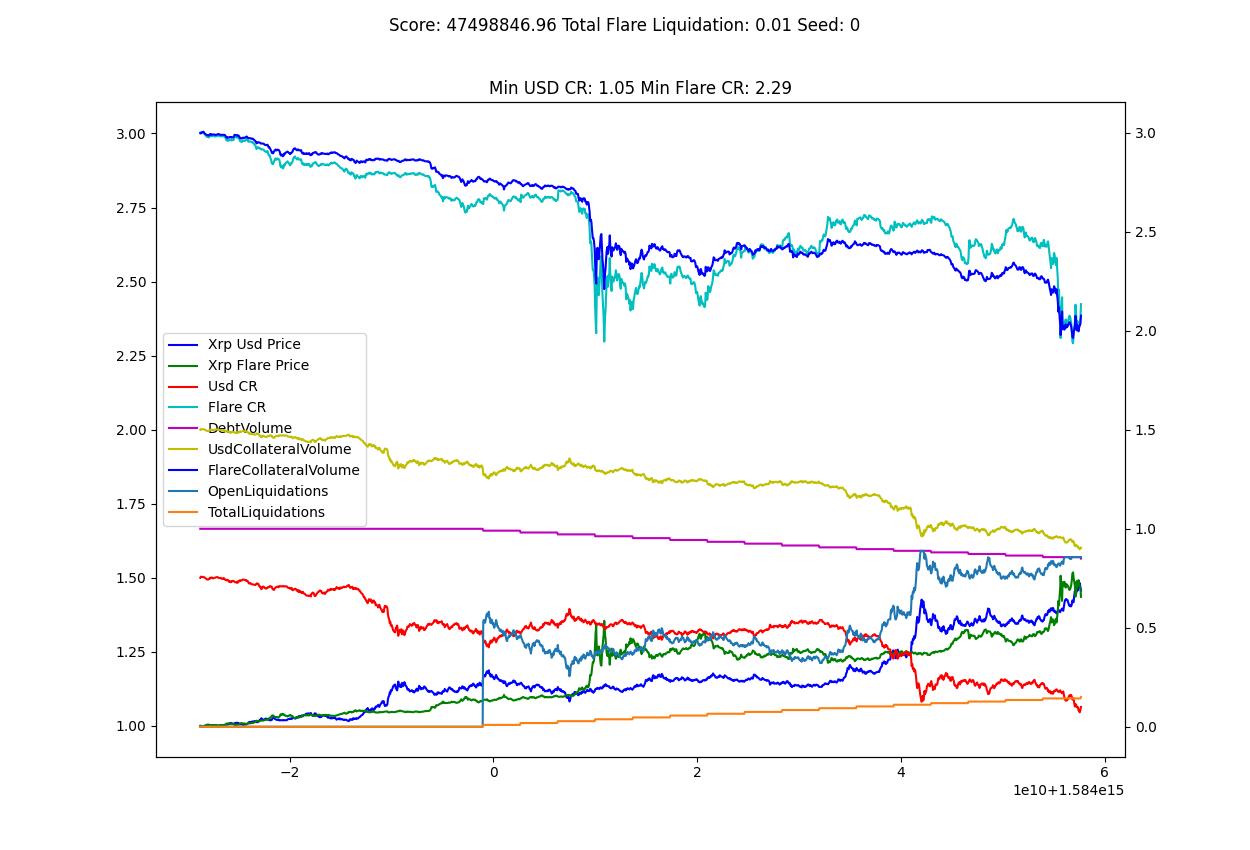 Score: 47498846.96 Total Flare Liquidation: 0.01 Seed: 0
Min USD CR: 1.05 Min Flare CR: 2.29
3.00
2.75
2.50
2.25
2.00
1.75
1.50
1.25
1.00
Xrp Usd Price
Xrp Flare Price
Usd CR
Flare CR
DebtVolume
UsdCollateralVolume
FlareCollateralVolume
OpenLiquidations
TotalLiquidations
3.0
2.5
2.0
1.5
1.0
0.5
0.0
−2 0 2 4 6
1e10+1.584e15